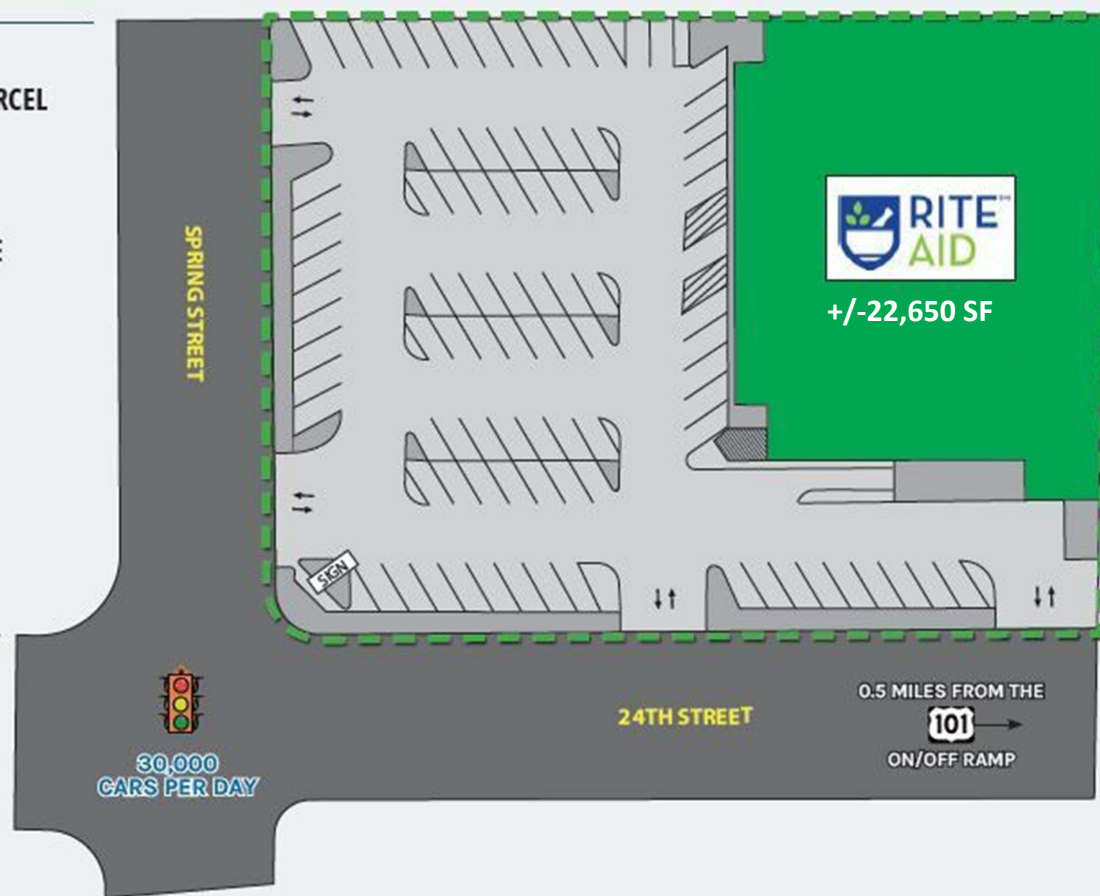 RCEL
E
SPRING STREET
RITE
AID
+/-22,650 SF
SIGN
24TH STREET
0.5 MILES FROM THE
101
ON/OFF RAMP
30,000
CARS PER DAY